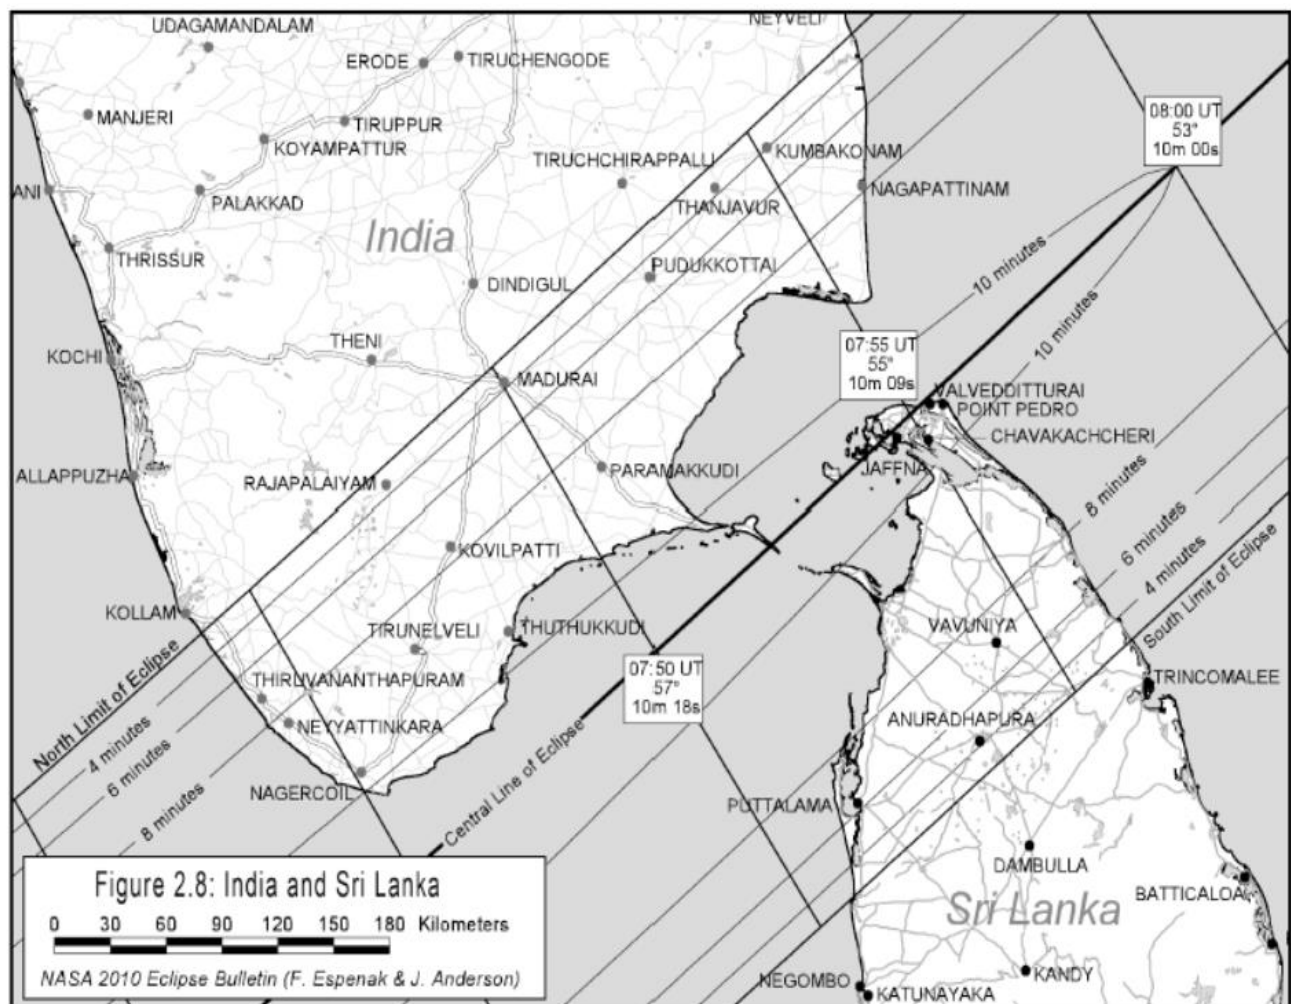 UDAGAMANDALAM
NEYVELI
ERODE
TIRUCHENGODE
MANJERI
TIRUPPUR
KOYAMPATTUR
08:00 UT
53°
10m 00s
TIRUCHCHIRAPPALLI
KUMBAKONAM
ANI
PALAKKAD
THANJAVUR
NAGAPATTINAM
India
THRISSUR
PUDUKKOTTAI
10 minutes
DINDIGUL
10 minutes
KOCHI
THENI
MADURAI
07:55 UT
55°
10m 09s
VALVEDDITTURAI
POINT PEDRO
CHAVAKACHCHERI
JAFFNA
ALLAPPUZHA
RAJAPALAIYAM
PARAMAKKUDI
8 minutes
KOVILPATTI
6 minutes
4 minutes
South Limit of Eclipse
KOLLAM
TIRUNELVELI
THUTHUKKUDI
VAVUNIYA
THIRUVANANTHAPURAM
07:50 UT
57°
10m 18s
TRINCOMALEE
North Limit of Eclipse
4 minutes
6 minutes
8 minutes
NEYYATTINKARA
ANURADHAPURA
NAGERCOIL
Central Line of Eclipse
PUTTALAMA
DAMBULLA
BATTICALOA
Sri Lanka
Figure 2.8: India and Sri Lanka
0 30 60 90 120 150 180 Kilometers
NASA 2010 Eclipse Bulletin (F. Espenak & J. Anderson)
NEGOMBO
KATUNAYAKA
KANDY